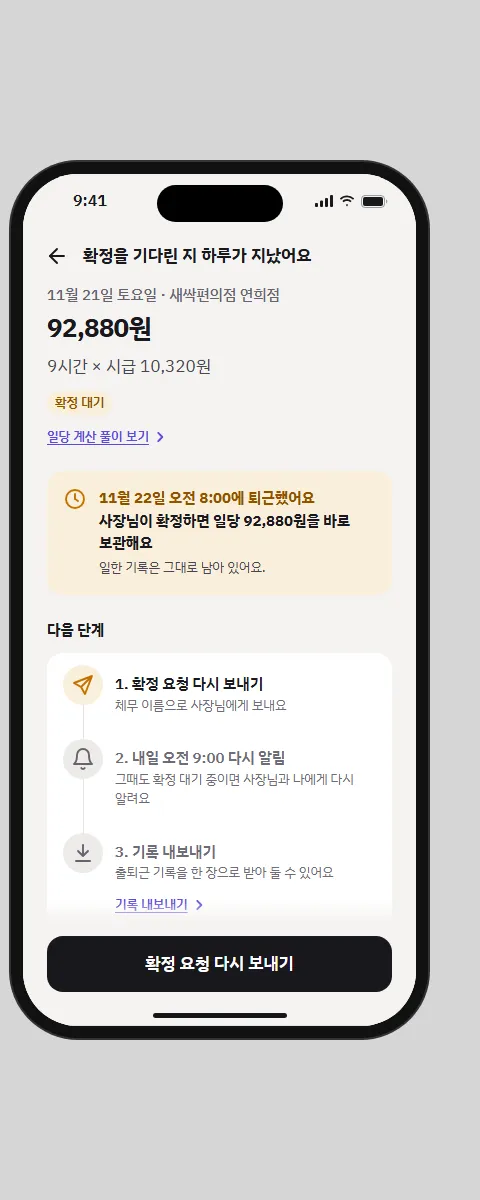 9:41
확정을 기다린 지 하루가 지났어요
11월 21일 토요일 · 새싹편의점 연희점
92,880원
9시간 × 시급 10,320원
확정 대기
일당 계산 풀이 보기
11월 22일 오전 8:00에 퇴근했어요
사장님이 확정하면 일당 92,880원을 바로
보관해요
일한 기록은 그대로 남아 있어요.
다음 단계
1. 확정 요청 다시 보내기
체무 이름으로 사장님에게 보내요
2. 내일 오전 9:00 다시 알림
그때도 확정 대기 중이면 사장님과 나에게 다시
알려요
3. 기록 내보내기
출퇴근 기록을 한 장으로 받아 둘 수 있어요
기록 내보내기
확정 요청 다시 보내기